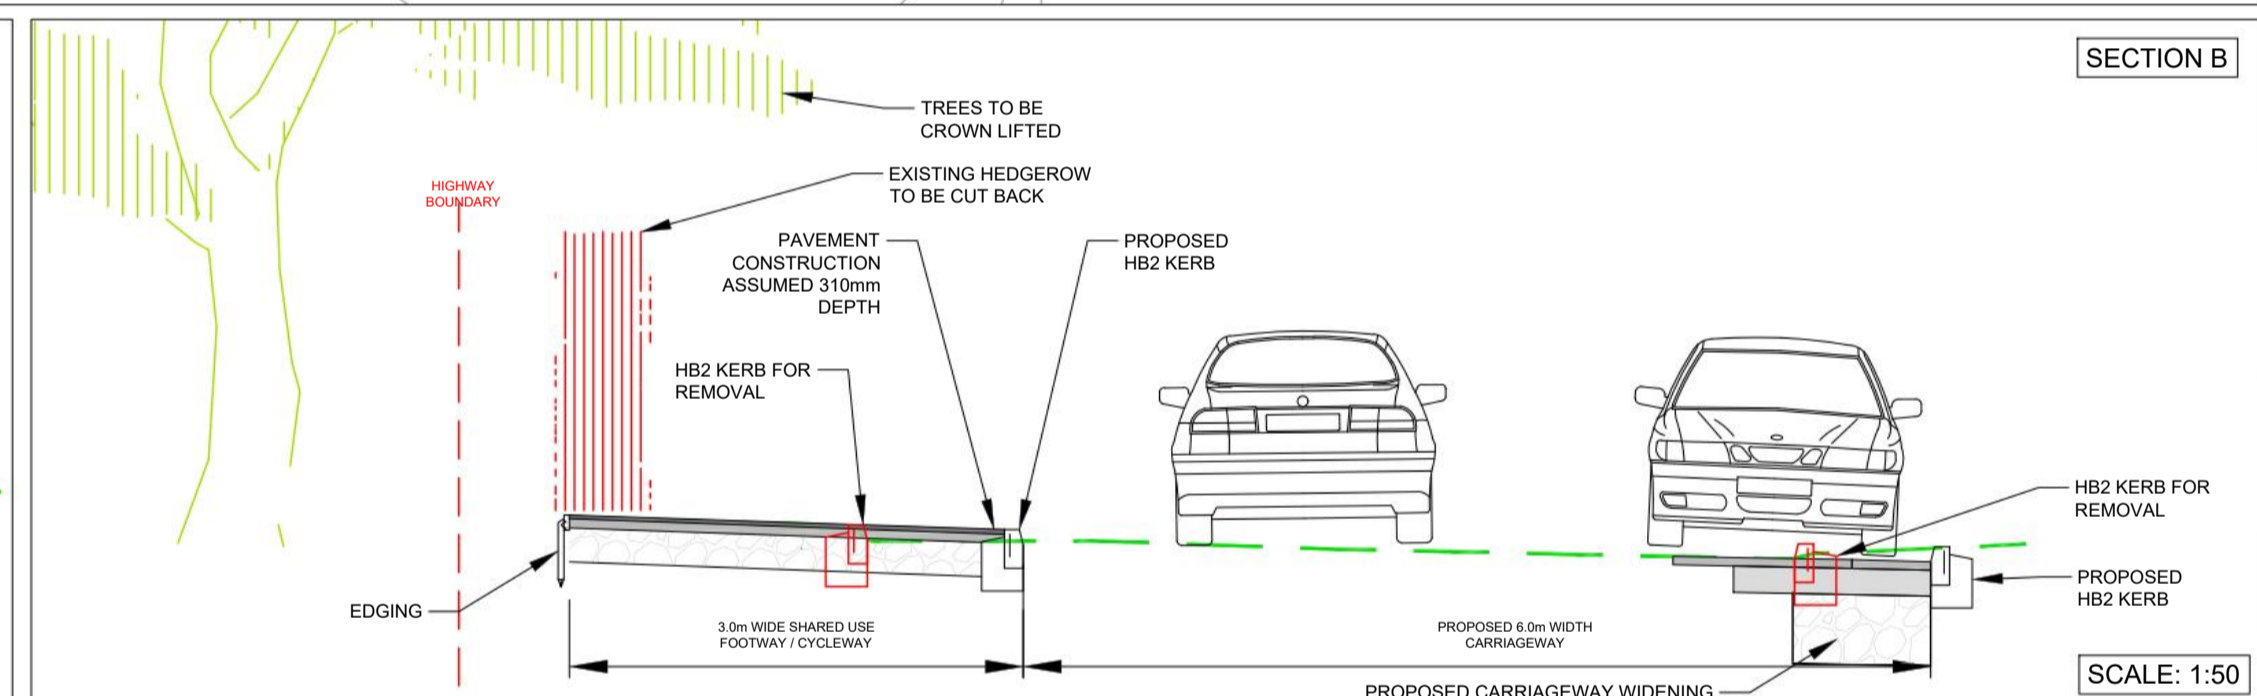 SECTION B
TREES TO BE
CROWN LIFTED
EXISTING HEDGEROW
TO BE CUT BACK
HIGHWAY
BOUNDARY
PAVEMENT
CONSTRUCTION
ASSUMED 310mm
DEPTH
PROPOSED
HB2 KERB
HB2 KERB FOR
REMOVAL
HB2 KERB FOR
REMOVAL
PROPOSED
HB2 KERB
EDGING
3.0m WIDE SHARED USE
FOOTWAY / CYCLEWAY
PROPOSED 6.0m WIDTH
CARRIAGEWAY
PROPOSED CARRIAGEWAY WIDENING
SCALE: 1:50